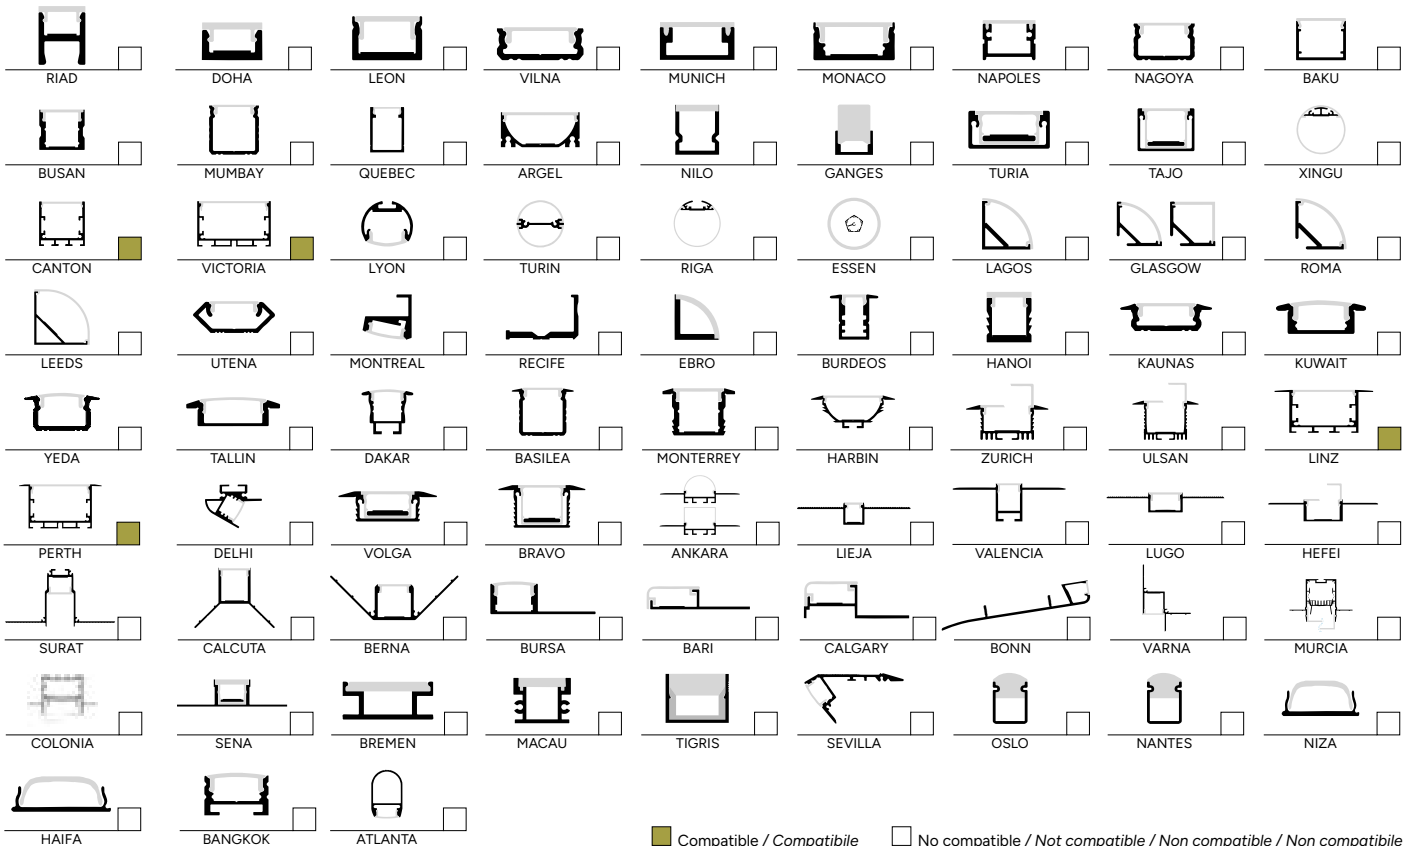 RIAD DOHA LEON VILNA MUNICH MONACO NAPOLES NAGOYA BAKU
BUSAN MUMBAY QUEBEC ARGEL NILO GANGES TURIA TAJO XINGU
CANTON VICTORIA LYON TURIN RIGA ESSEN LAGOS GLASGOW ROMA
LEEDS UTENA MONTREAL RECIFE EBRO BURDEOS HANOI KAUNAS KUWAIT
YEDA TALLIN DAKAR BASILEA MONTERREY HARBIN ZURICH ULSAN LINZ
PERTH DELHI VOLGA BRAVO ANKARA LIEJA VALENCIA LUGO HEFEI
SURAT CALCUTA BERNA BURSA BARI CALGARY BONN VARNA MURCIA
COLONIA SENA BREMEN MACAU TIGRIS SEVILLA OSLO NANTES NIZA
HAIFA BANGKOK ATLANTA
Compatible / Compatibile No compatible / Not compatible / Non compatible / Non compatibile